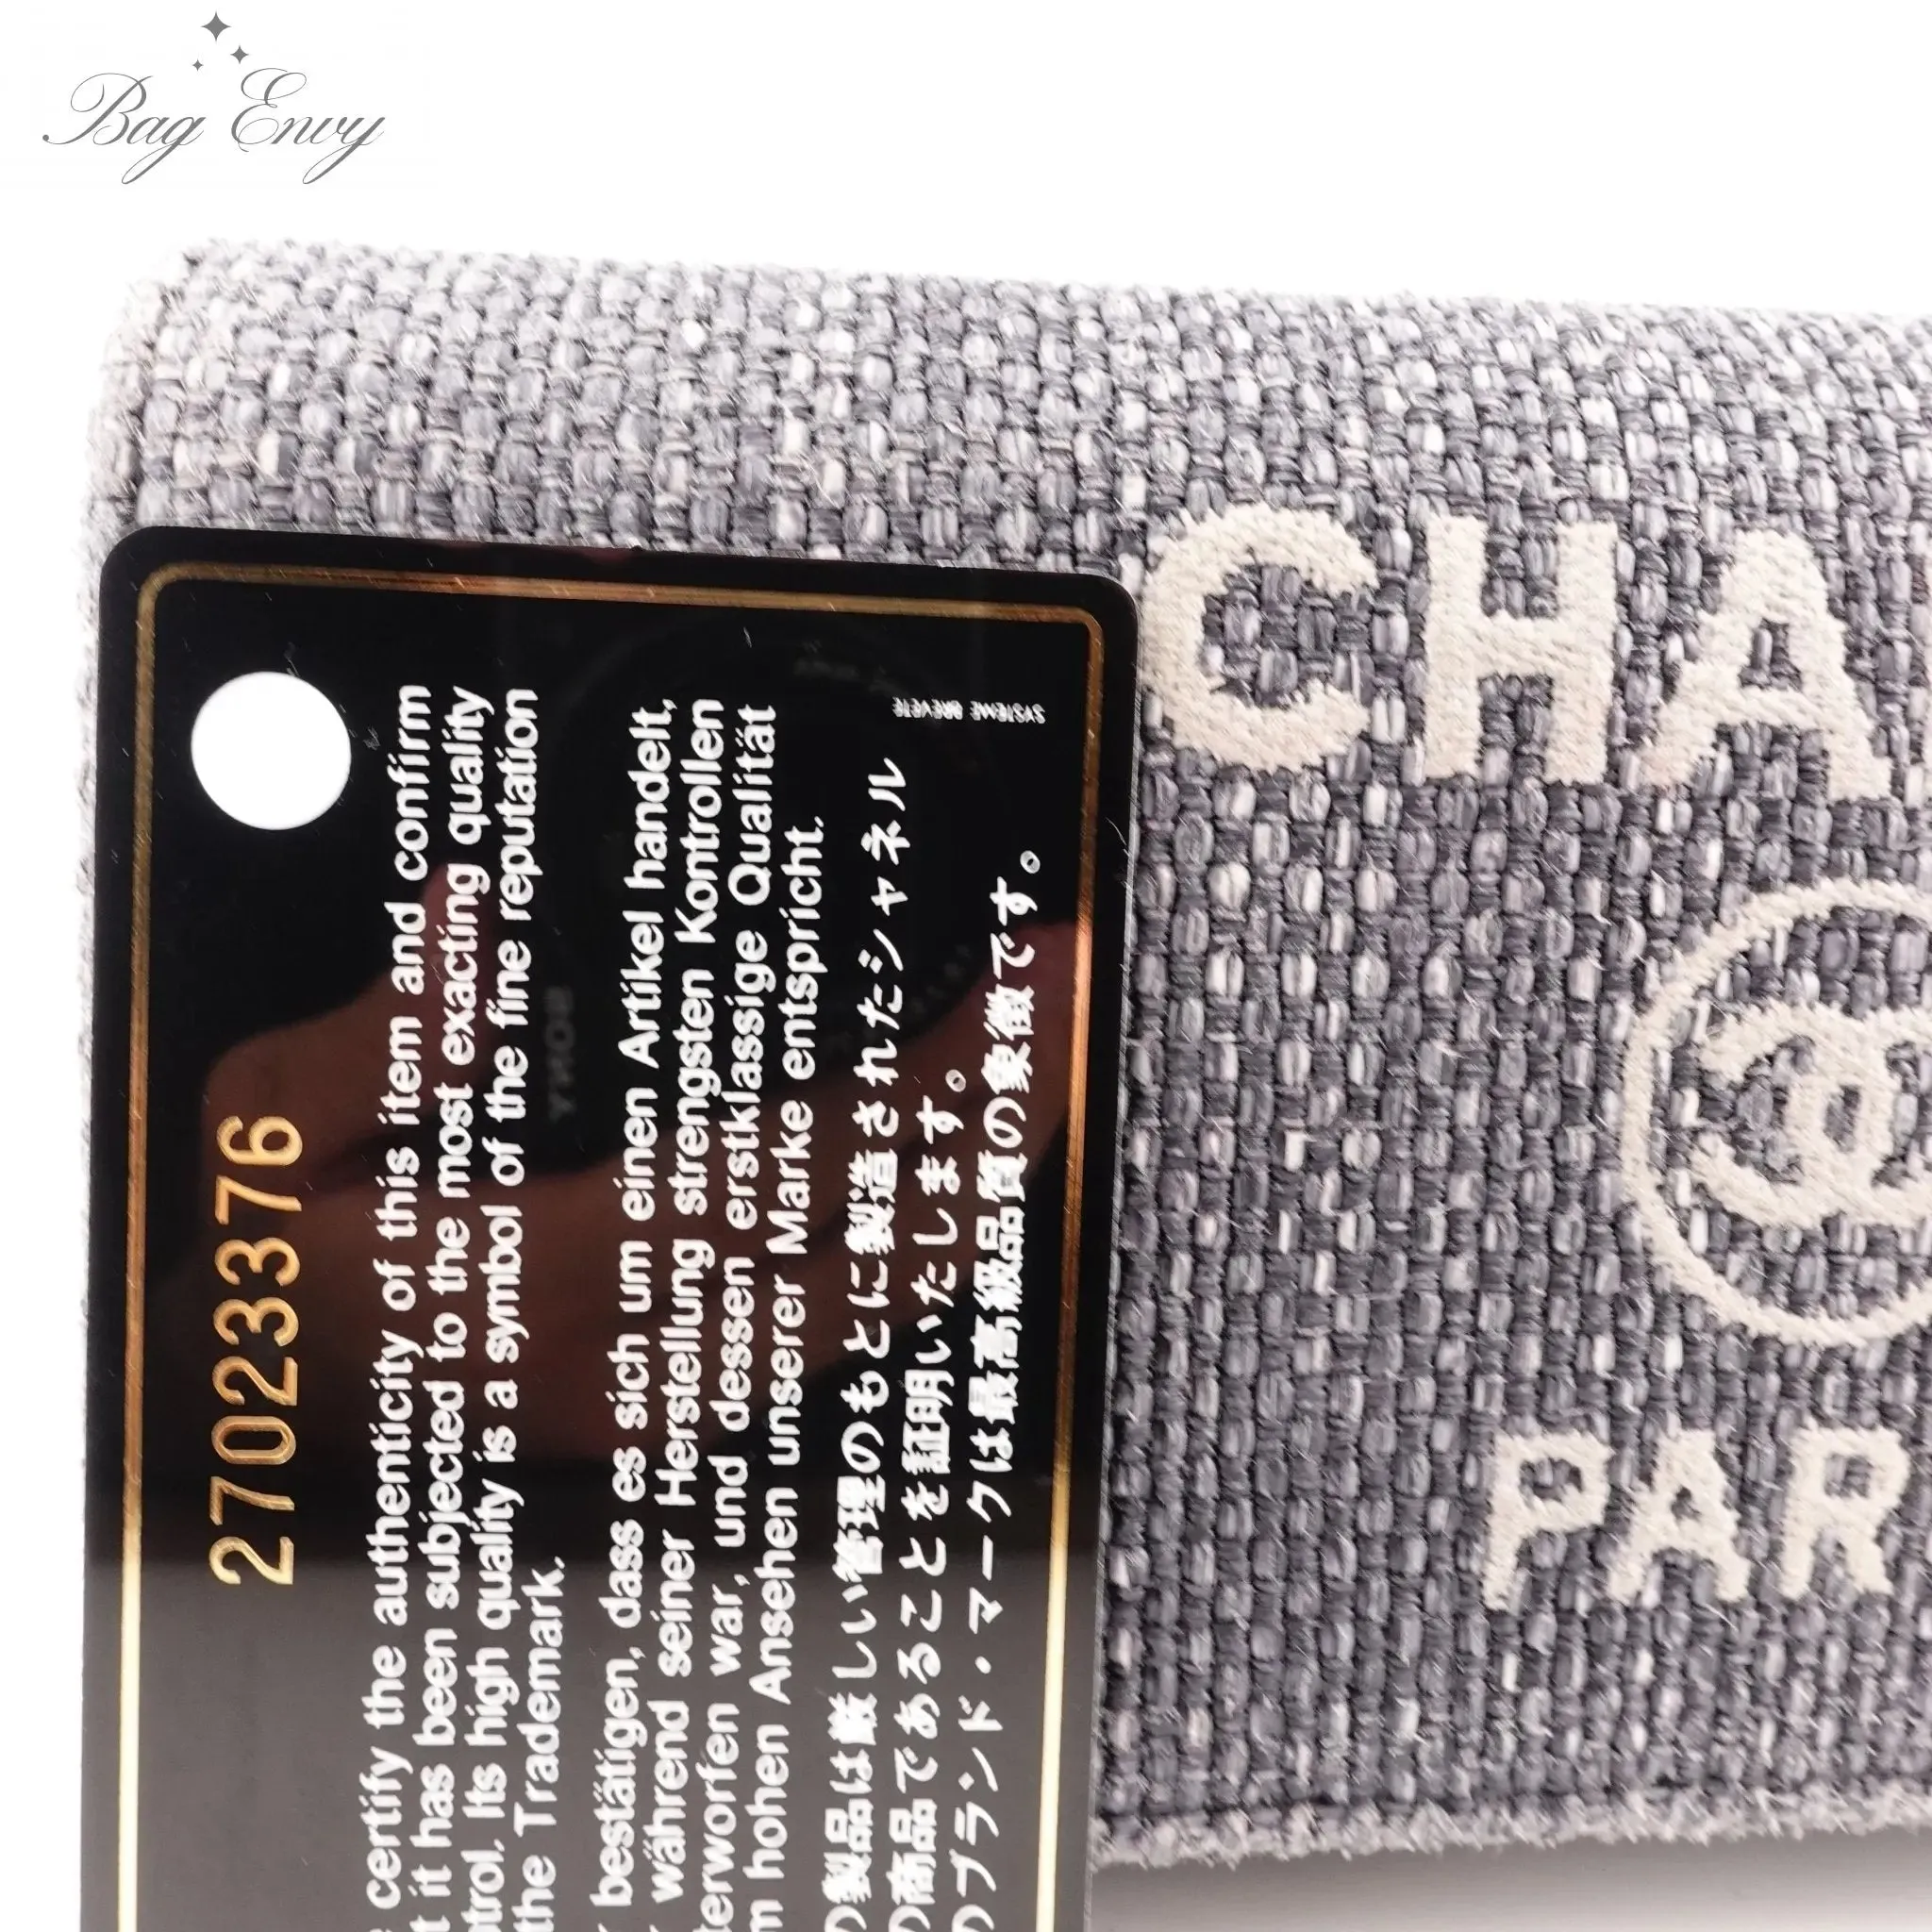 Bag Envy
27023376
certify the authenticity of this item and confirm
it has been subjected to the most exacting quality
Its high quality is a symbol of the fine reputation
the Trademark.
bestätigen, dass es sich um einen Artikel handelt,
während seiner Herstellung strengsten Kontrollen
war, und dessen erstklassige Qualität
hohen Ansehen unserer Marke entspricht.
の製品は厳しい管理のもとに製造されたシャネル
の商品であることを証明いたします。
のブランド・マークは最高級品質の象徴です。
SYSTEME BREVETE
CHA
PAR